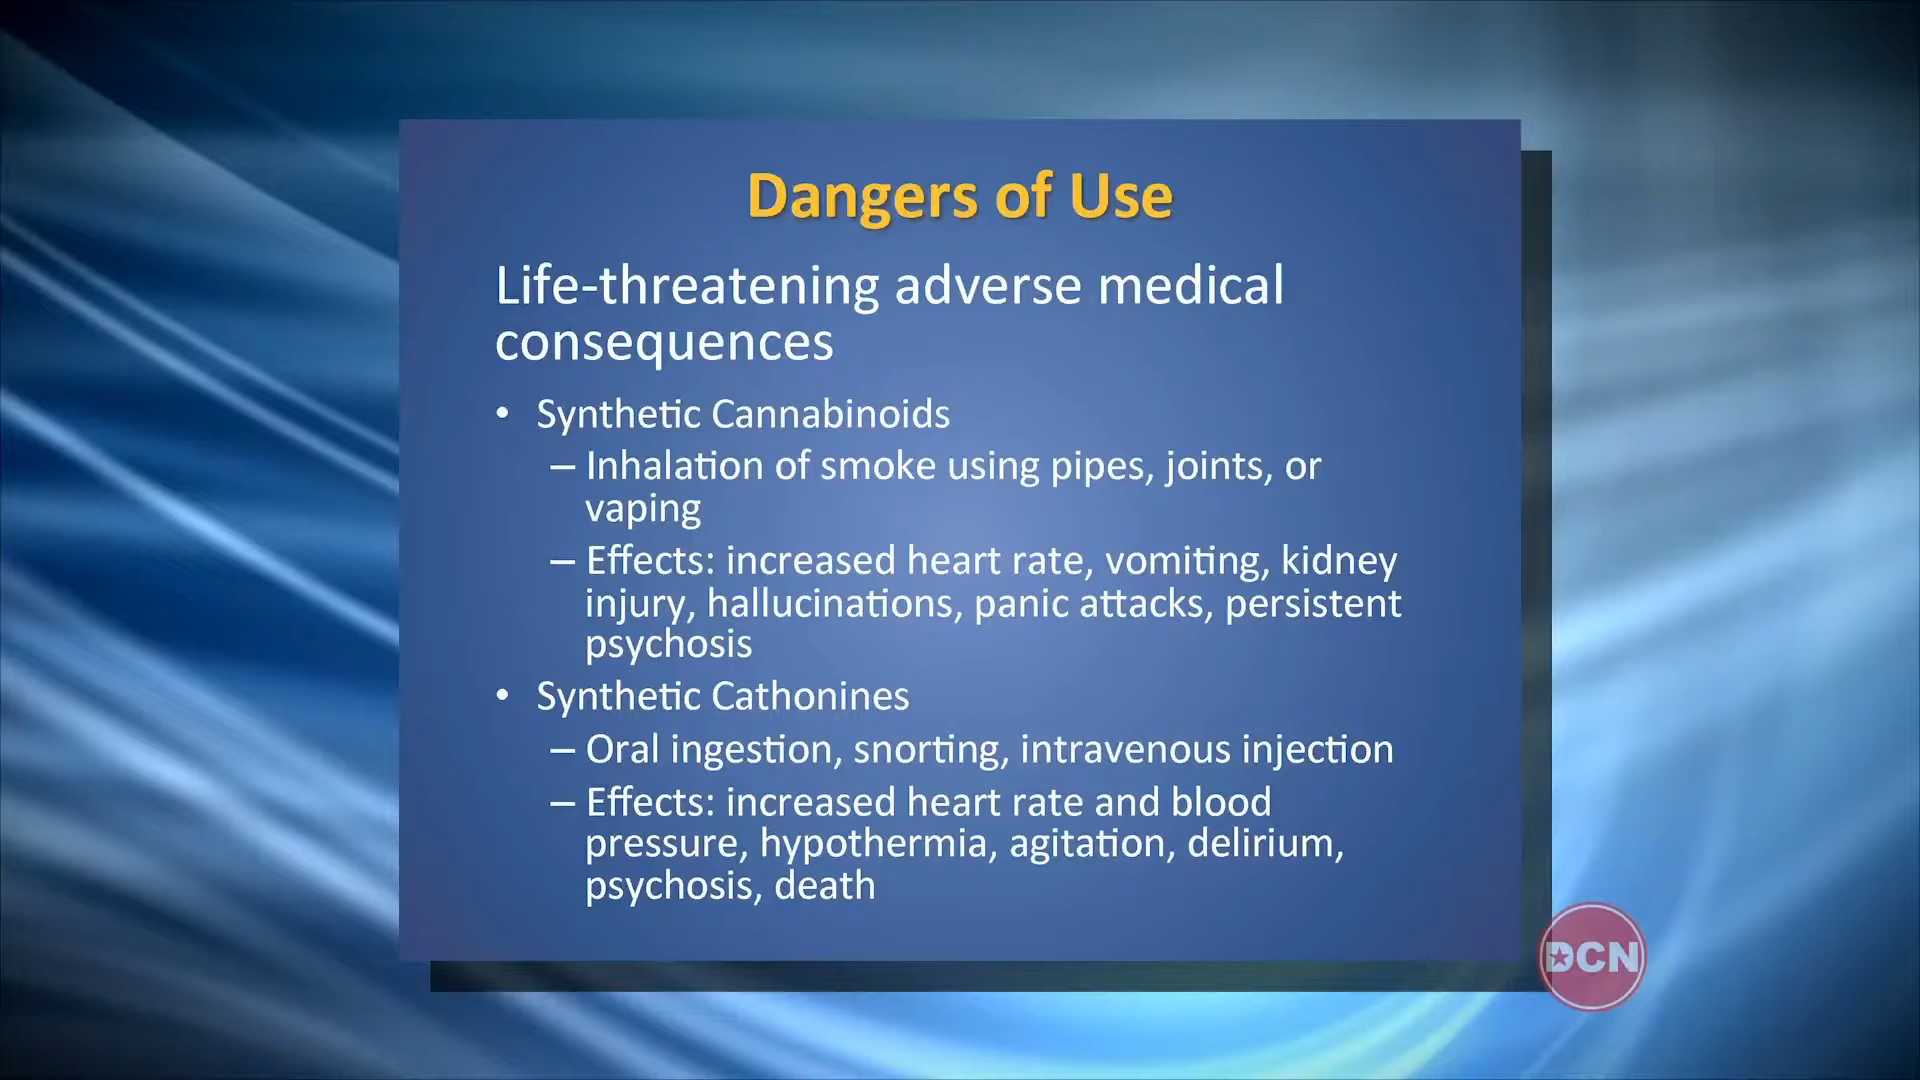 Dangers of Use
Life-threatening adverse medical
consequences
• Synthetic Cannabinoids
– Inhalation of smoke using pipes, joints, or
vaping
– Effects: increased heart rate, vomiting, kidney
injury, hallucinations, panic attacks, persistent
psychosis
• Synthetic Cathonines
– Oral ingestion, snorting, intravenous injection
– Effects: increased heart rate and blood
pressure, hypothermia, agitation, delirium,
psychosis, death
DCN